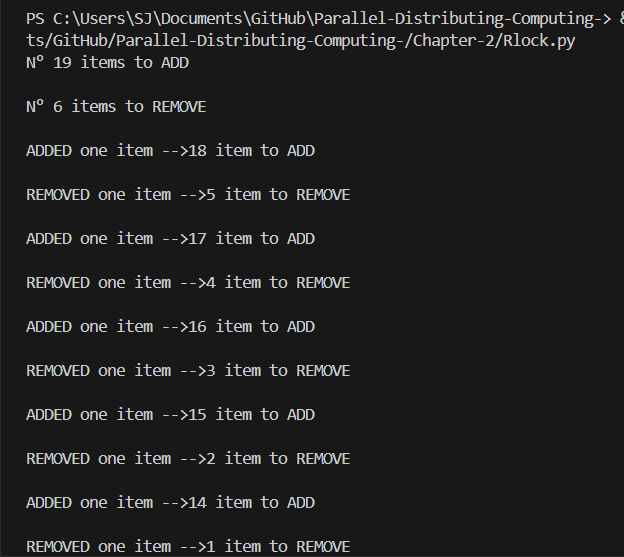 PS C:\Users\SJ\Documents\GitHub\Parallel-Distributing-Computing-> &
ts/GitHub/Parallel-Distributing-Computing-/Chapter-2/Rlock.py
N° 19 items to ADD
N° 6 items to REMOVE
ADDED one item -->18 item to ADD
REMOVED one item -->5 item to REMOVE
ADDED one item -->17 item to ADD
REMOVED one item -->4 item to REMOVE
ADDED one item -->16 item to ADD
REMOVED one item -->3 item to REMOVE
ADDED one item -->15 item to ADD
REMOVED one item -->2 item to REMOVE
ADDED one item -->14 item to ADD
REMOVED one item -->1 item to REMOVE